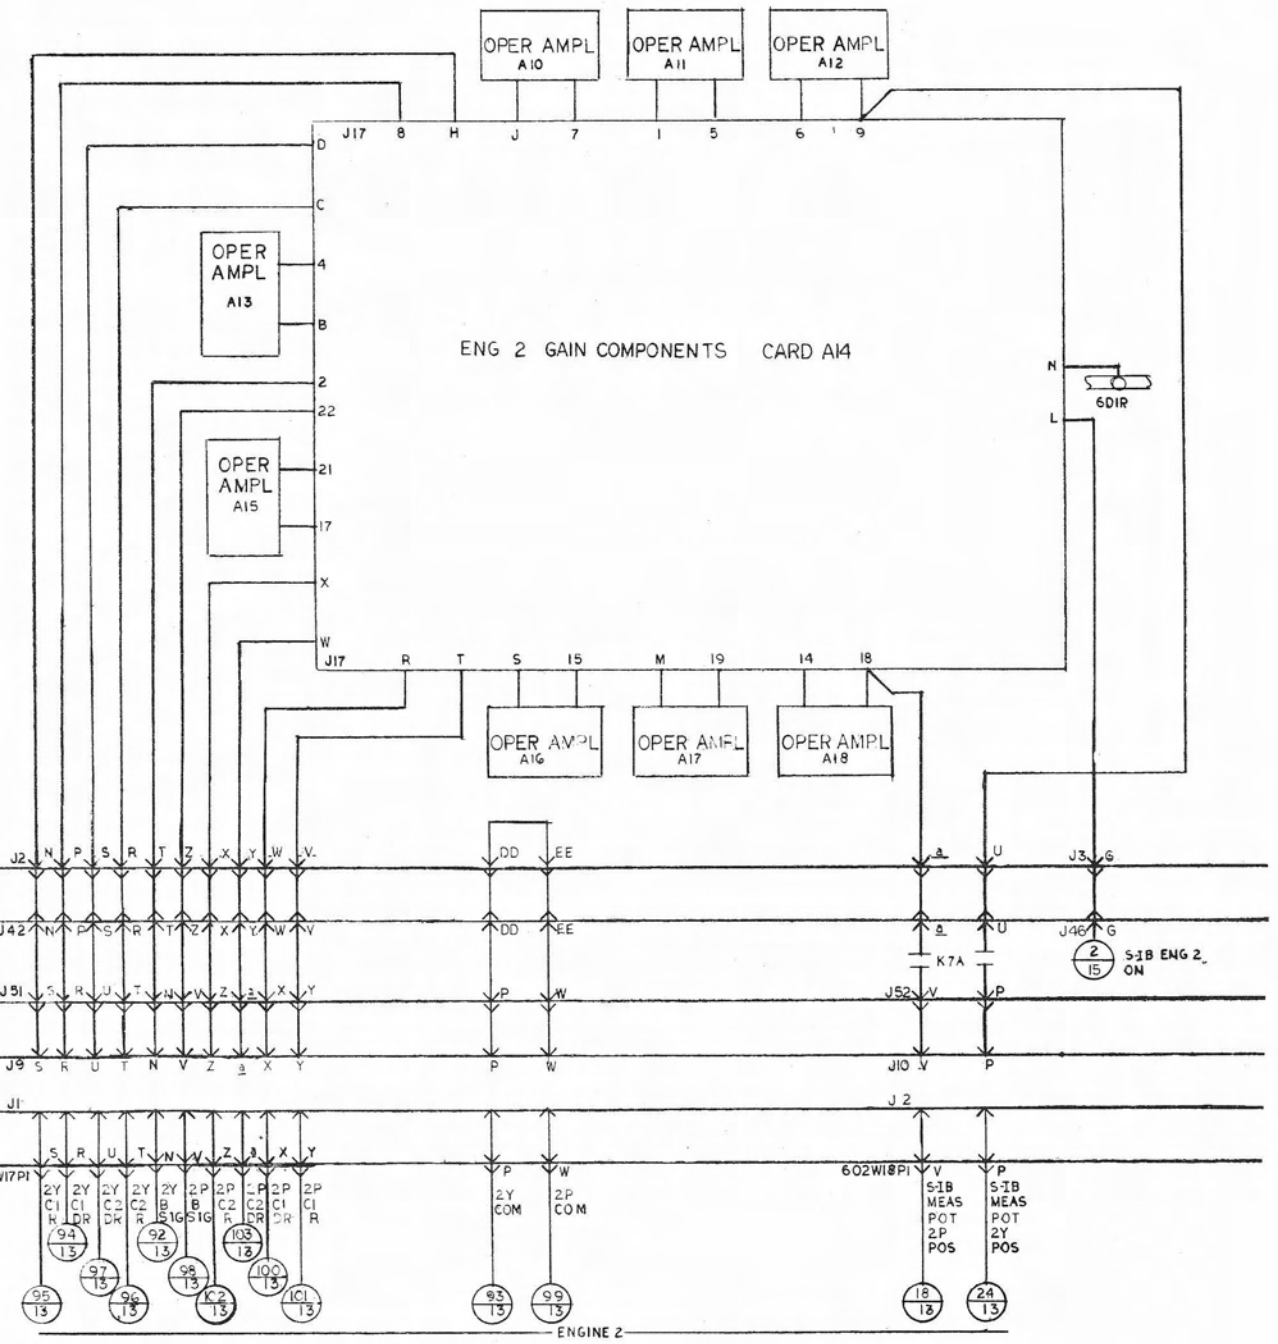 OPER AMPL OPER AMPL OPER AMPL
A10 A11 A12
J17 8 H J 7 1 5 6 9
D
C
OPER
AMPL
A13
4
B
ENG 2 GAIN COMPONENTS CARD A14
2
22
N
6DIR
L
OPER
AMPL
A15
21
17
X
W
J17 R T S 15 M 19 14 18
OPER AMPL OPER AMPL OPER AMPL
A16 A17 A18
J2 N P S R T Z X Y W V DD EE a U J3 G
J42 N P S R T Z X Y W V DD EE a U J46 G
K7A
2
15
S-IB ENG 2
ON
J51 S R U T N V Z a X Y P W J52 V P
J9 S R U T N V Z a X Y P W J10 V P
J1 J2
S R U T N V Z a X Y
W17P1 P W 602W18P1 V P
2Y
C1
R
2Y
C1
DR
2Y
C2
DR
2Y
C2
R
2Y
B
SIG
2P
B
SIG
2P
C2
R
2P
C2
DR
2P
C1
DR
2P
C1
R
2Y
COM
2P
COM
S-IB
MEAS
POT
2P
POS
S-IB
MEAS
POT
2Y
POS
94
13
92
13
103
13
97
13
98
13
100
13
95
13
96
13
102
13
101
13
93
13
99
13
18
13
24
13
ENGINE 2